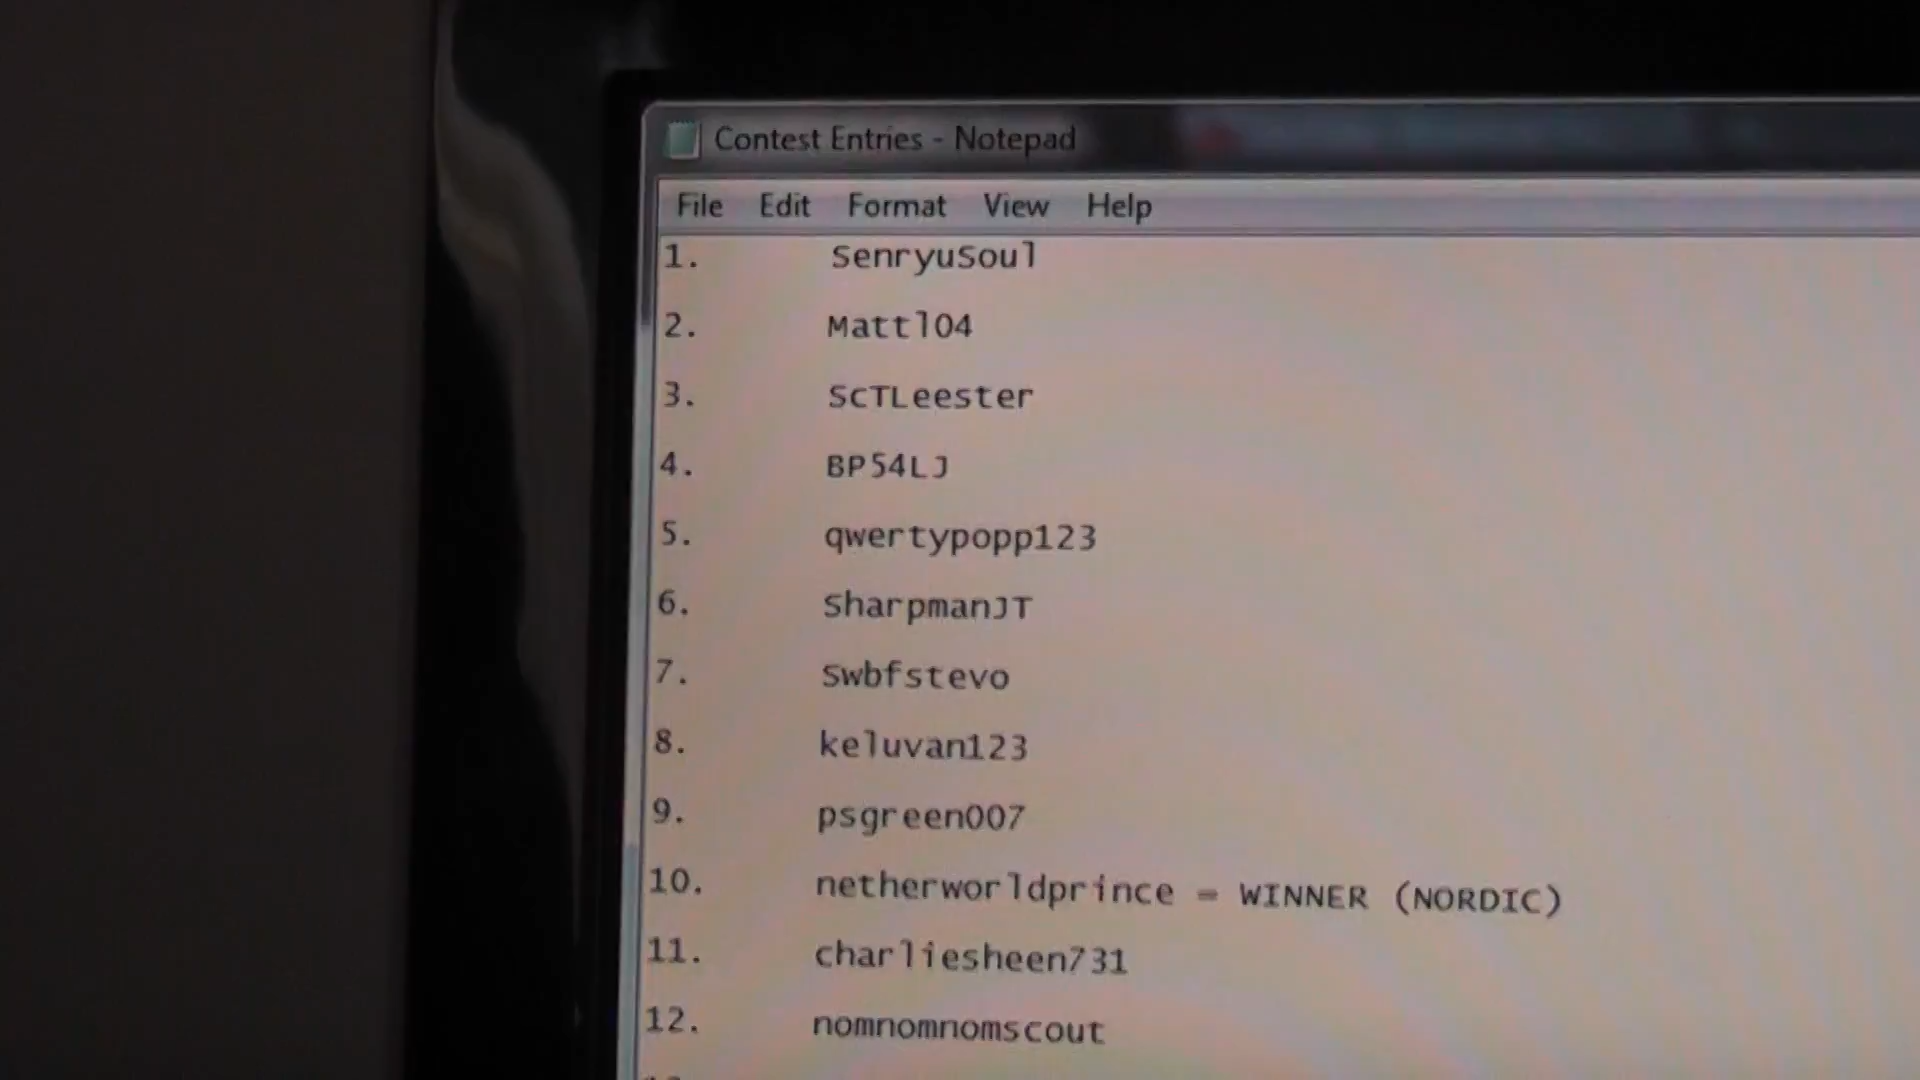 Contest Entries - Notepad
File Edit Format View Help
1. SenryuSoul
2. Mattl04
3. ScTLeester
4. BP54LJ
5. qwertypopp123
6. SharpmanJT
7. Swbfstevo
8. keluvan123
9. psgreen007
10. netherworldprince = WINNER (NORDIC)
11. charliesheen731
12. nomnomnomscout